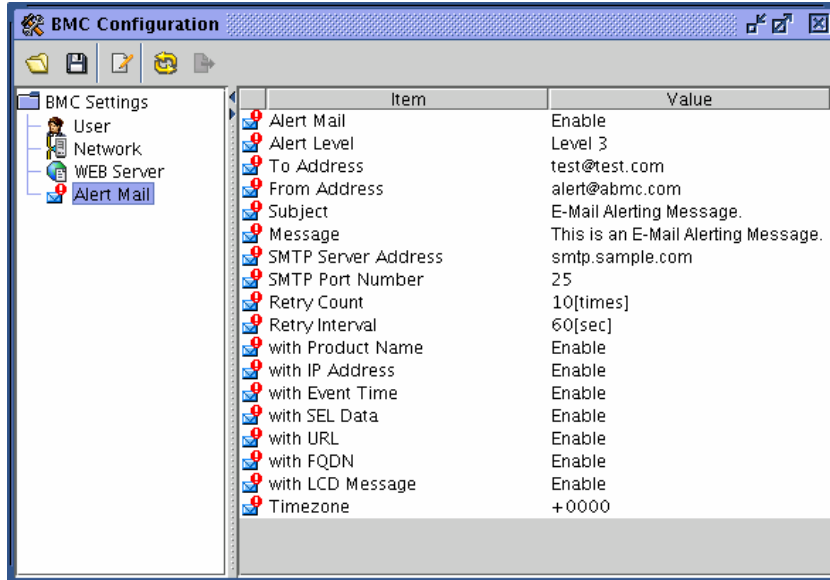 BMC Configuration
BMC Settings
User
Network
WEB Server
Alert Mail
Item Value
Alert Mail Enable
Alert Level Level 3
To Address test@test.com
From Address alert@abmc.com
Subject E-Mail Alerting Message.
Message This is an E-Mail Alerting Message.
SMTP Server Address smtp.sample.com
SMTP Port Number 25
Retry Count 10[times]
Retry Interval 60[sec]
with Product Name Enable
with IP Address Enable
with Event Time Enable
with SEL Data Enable
with URL Enable
with FQDN Enable
with LCD Message Enable
Timezone +0000